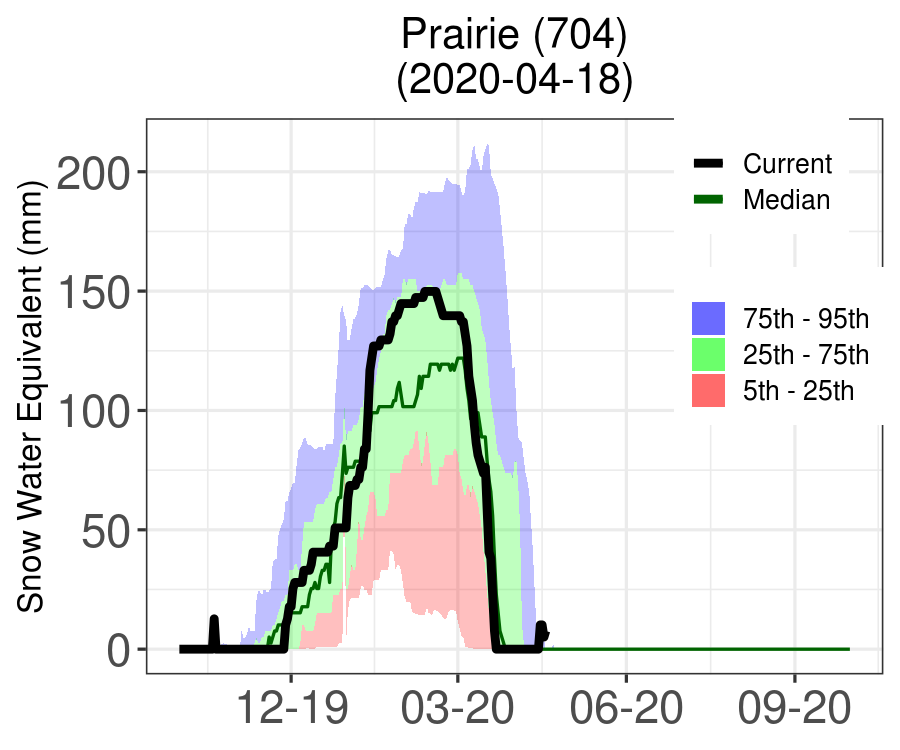 Prairie (704)
(2020-04-18)
Snow Water Equivalent (mm)
200
150
100
50
0
12-19
03-20
06-20
09-20
Current
Median
75th - 95th
25th - 75th
5th - 25th